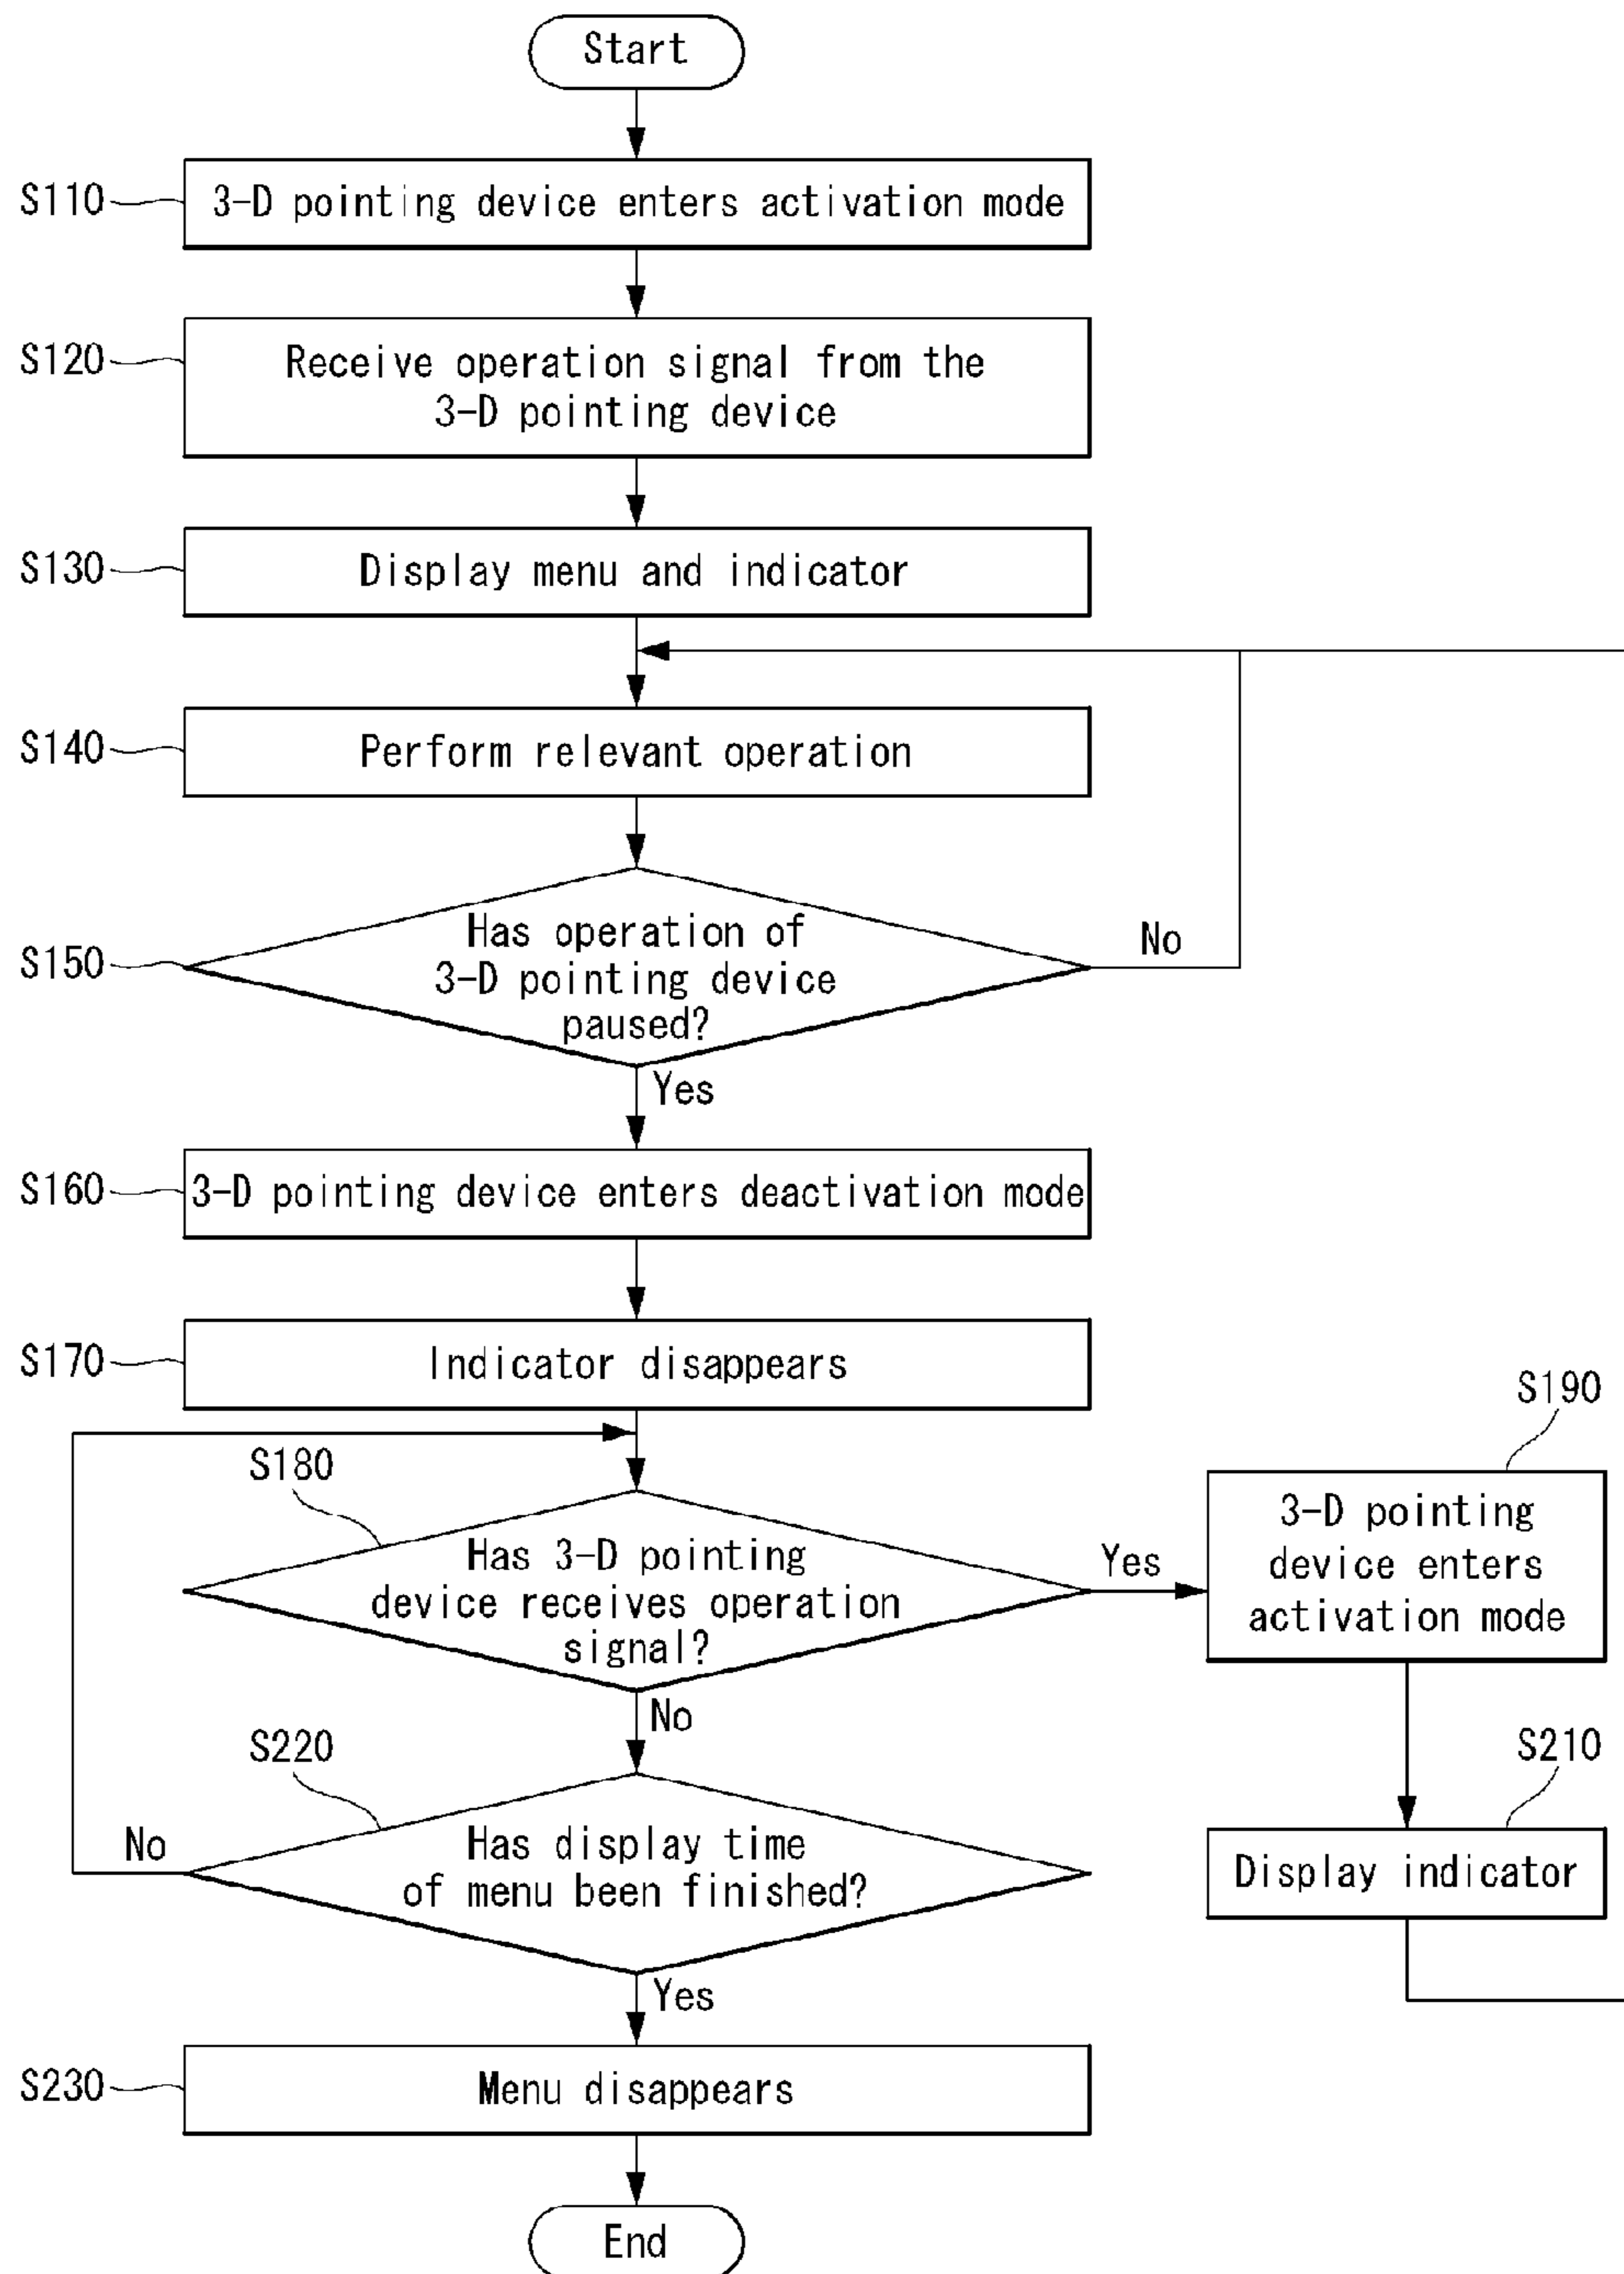 Start
S110
3-D pointing device enters activation mode
S120
Receive operation signal from the
3-D pointing device
S130
Display menu and indicator
S140
Perform relevant operation
S150
Has operation of
3-D pointing device
paused?
No
Yes
S160
3-D pointing device enters deactivation mode
S170
Indicator disappears
S180
Has 3-D pointing
device receives operation
signal?
Yes
S190
3-D pointing
device enters
activation mode
No
S210
Display indicator
S220
Has display time
of menu been finished?
No
Yes
S230
Menu disappears
End